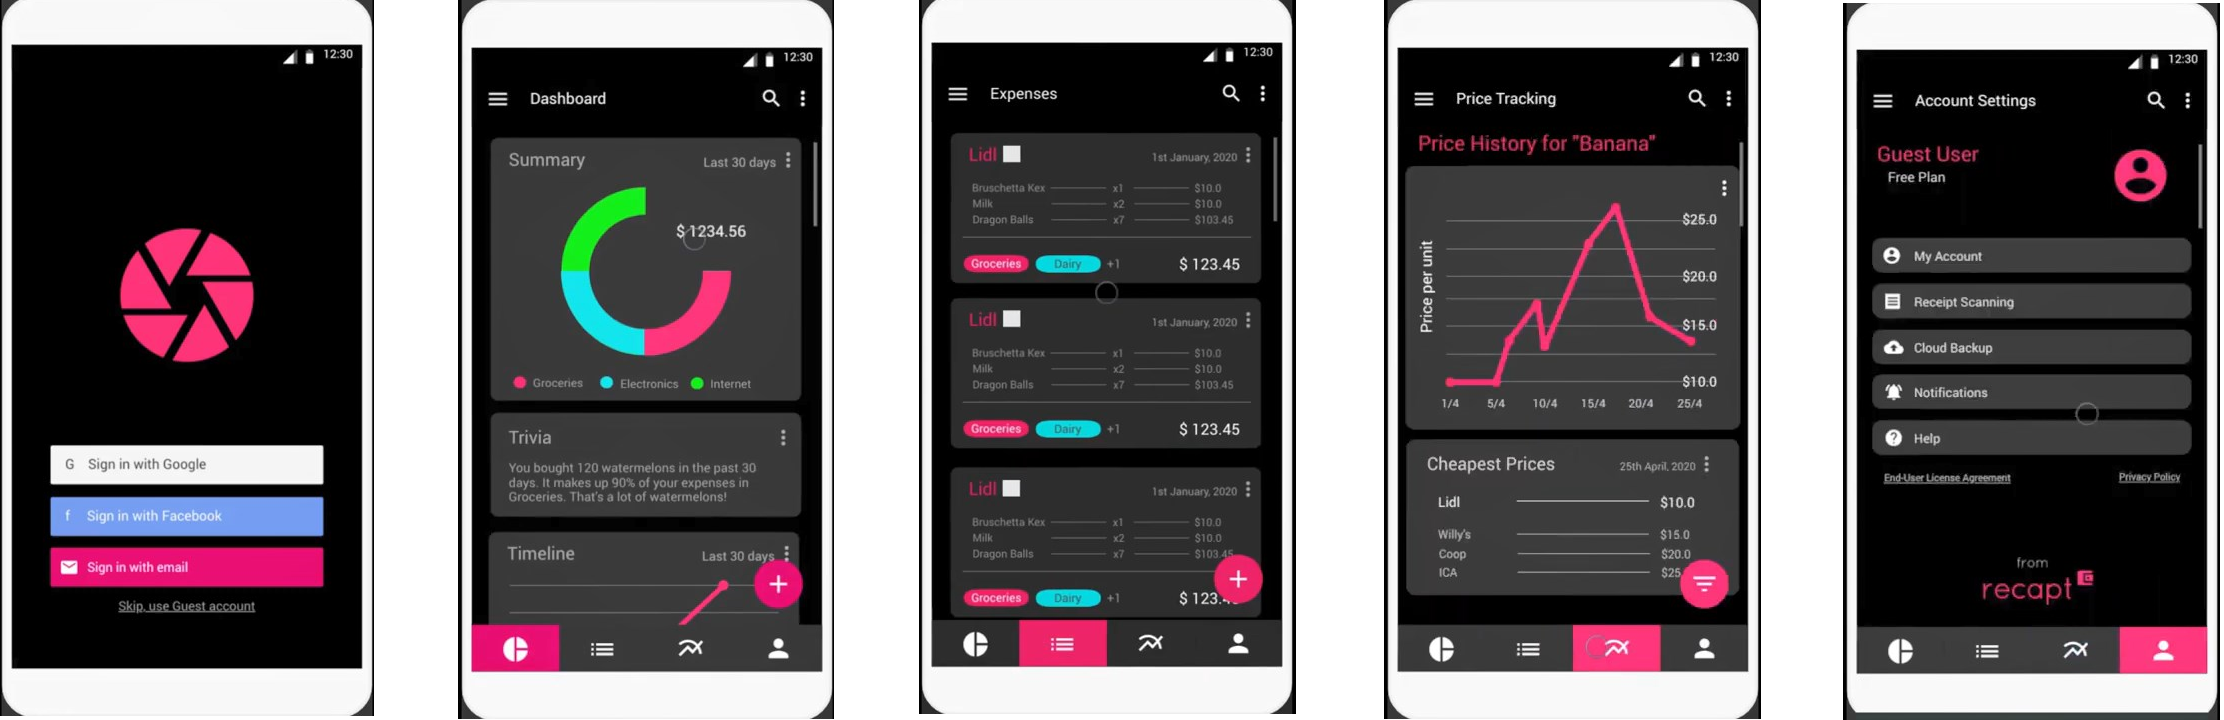 12:30
G Sign in with Google
f Sign in with Facebook
Sign in with email
Skip, use Guest account
12:30
Dashboard
Summary
Last 30 days
$ 1234.56
Groceries Electronics Internet
Trivia
You bought 120 watermelons in the past 30
days. It makes up 90% of your expenses in
Groceries. That's a lot of watermelons!
Timeline
Last 30 days
+
12:30
Expenses
Lidl
1st January, 2020
Bruschetta Kex x1 $10.0
Milk x2 $10.0
Dragon Balls x7 $103.45
Groceries Dairy +1 $ 123.45
Lidl
1st January, 2020
Bruschetta Kex x1 $10.0
Milk x2 $10.0
Dragon Balls x7 $103.45
Groceries Dairy +1 $ 123.45
Lidl
1st January, 2020
Bruschetta Kex x1 $10.0
Milk x2 $10.0
Dragon Balls x7 $103.45
Groceries Dairy +1 $ 123.
+
12:30
Price Tracking
Price History for "Banana"
Price per unit
$25.0
$20.0
$15.0
$10.0
1/4 5/4 10/4 15/4 20/4 25/4
Cheapest Prices
25th April, 2020
Lidl $10.0
Willy's $15.0
Coop $20.0
ICA $25
12:30
Account Settings
Guest User
Free Plan
My Account
Receipt Scanning
Cloud Backup
Notifications
Help
End-User License Agreement Privacy Policy
from
recapt